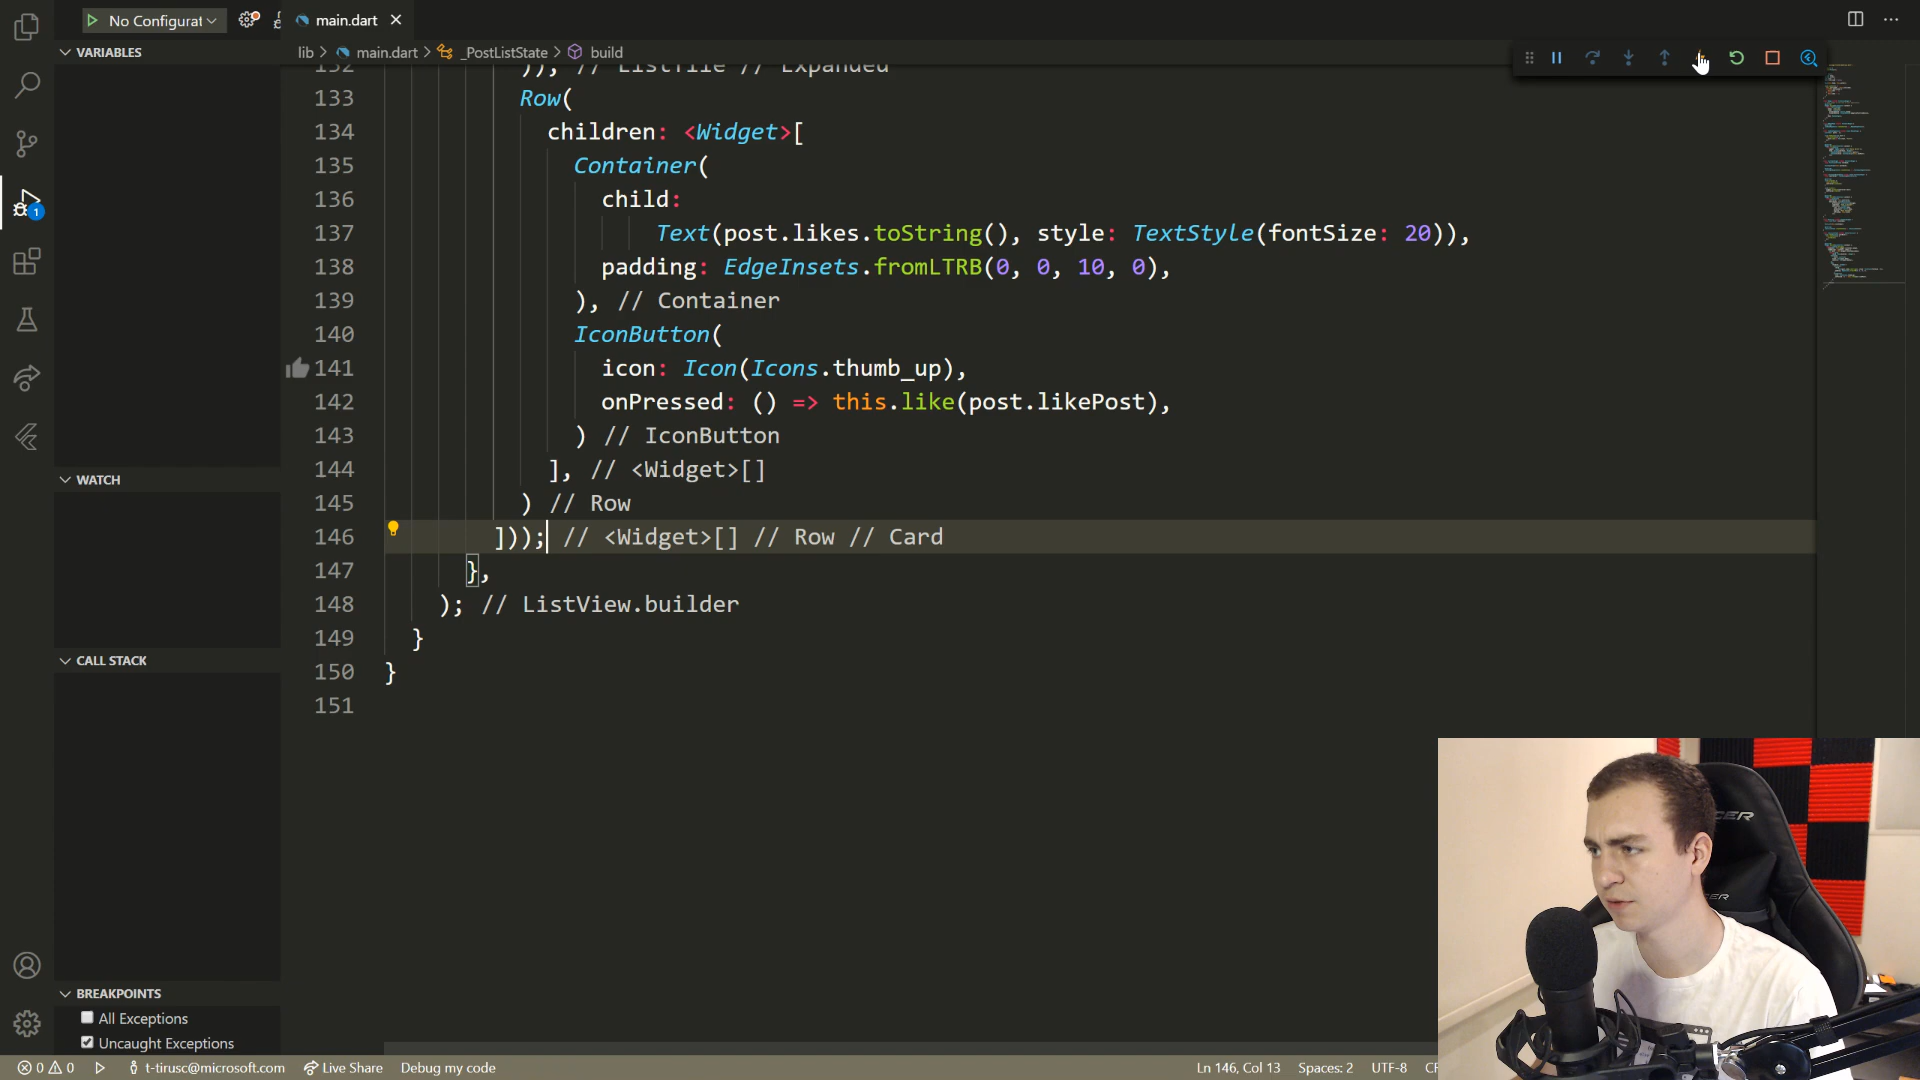 No Configurat
main.dart
VARIABLES
lib > main.dart > _PostListState > build
132 )), // ListTile // Expanded
133 Row(
134 children: <Widget>[
135 Container(
136 child:
137 Text(post.likes.toString(), style: TextStyle(fontSize: 20)),
138 padding: EdgeInsets.fromLTRB(0, 0, 10, 0),
139 ), // Container
140 IconButton(
141 icon: Icon(Icons.thumb_up),
142 onPressed: () => this.like(post.likePost),
143 ) // IconButton
144 ], // <Widget>[]
145 ) // Row
146 ])); // <Widget>[] // Row // Card
147 },
148 ); // ListView.builder
149 }
150 }
151
1
WATCH
CALL STACK
BREAKPOINTS
All Exceptions
Uncaught Exceptions
0 0 t-tirusc@microsoft.com Live Share Debug my code Ln 146, Col 13 Spaces: 2 UTF-8